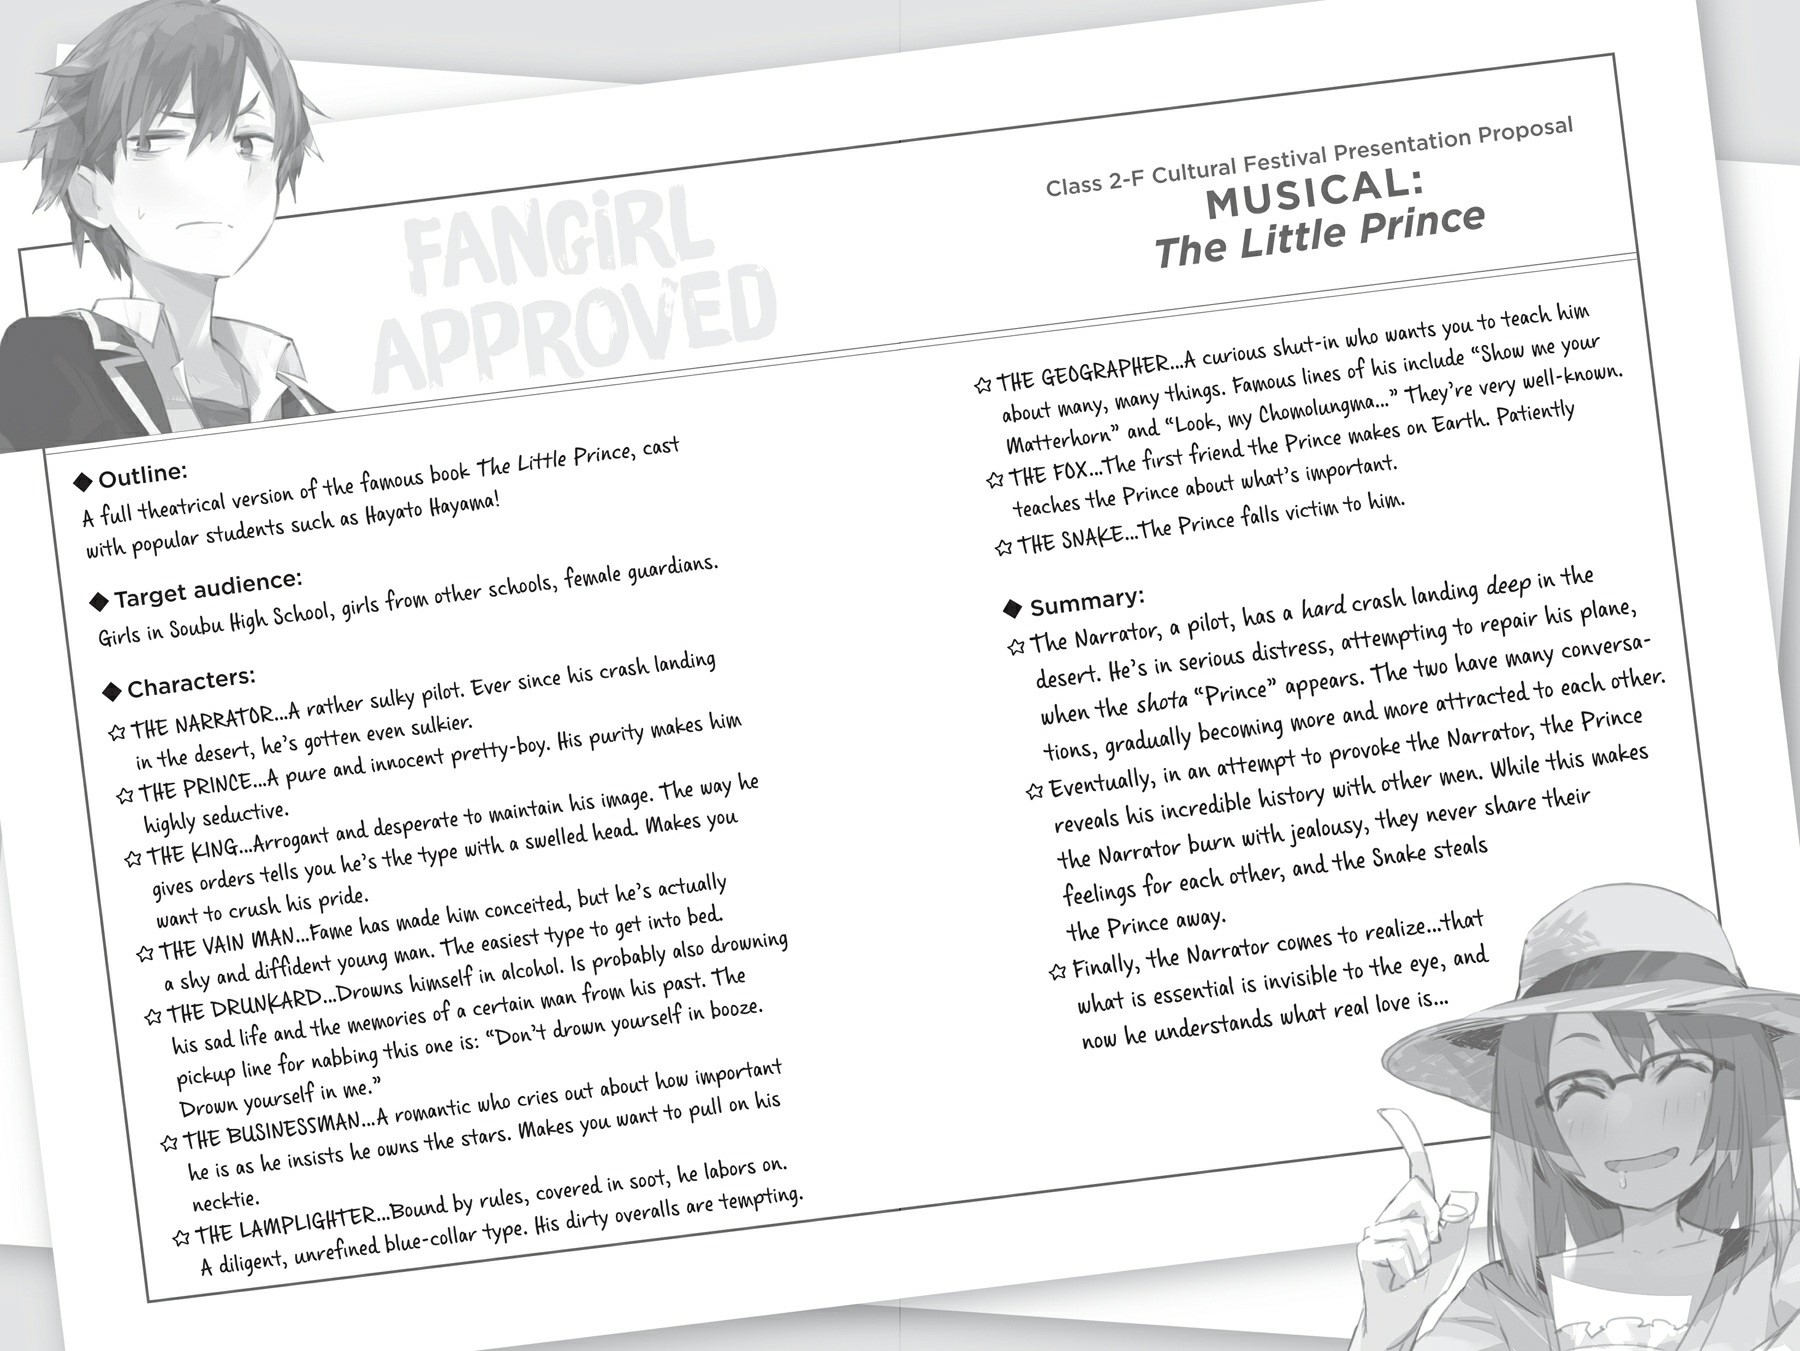 FANGIRL
APPROVED
Class 2-F Cultural Festival Presentation Proposal
MUSICAL:
The Little Prince
◆ Outline:
A full theatrical version of the famous book The Little Prince, cast
with popular students such as Hayato Hayama!
◆ Target audience:
Girls in Soubu High School, girls from other schools, female guardians.
◆ Characters:
☆ THE NARRATOR...A rather sulky pilot. Ever since his crash landing
in the desert, he's gotten even sulkier.
☆ THE PRINCE...A pure and innocent pretty-boy. His purity makes him
highly seductive.
☆ THE KING...Arrogant and desperate to maintain his image. The way he
gives orders tells you he's the type with a swelled head. Makes you
want to crush his pride.
☆ THE VAIN MAN...Fame has made him conceited, but he's actually
a shy and diffident young man. The easiest type to get into bed.
☆ THE DRUNKARD...Drowns himself in alcohol. Is probably also drowning
his sad life and the memories of a certain man from his past. The
pickup line for nabbing this one is: “Don't drown yourself in booze.
Drown yourself in me.”
☆ THE BUSINESSMAN...A romantic who cries out about how important
he is as he insists he owns the stars. Makes you want to pull on his
necktie.
☆ THE LAMPLIGHTER...Bound by rules, covered in soot, he labors on.
A diligent, unrefined blue-collar type. His dirty overalls are tempting.
☆ THE GEOGRAPHER...A curious shut-in who wants you to teach him
about many, many things. Famous lines of his include “Show me your
Matterhorn” and “Look, my Chomolungma...” They're very well-known.
☆ THE FOX...The first friend the Prince makes on Earth. Patiently
teaches the Prince about what's important.
☆ THE SNAKE...The Prince falls victim to him.
◆ Summary:
☆ The Narrator, a pilot, has a hard crash landing deep in the
desert. He's in serious distress, attempting to repair his plane,
when the shota “Prince” appears. The two have many conversa-
tions, gradually becoming more and more attracted to each other.
☆ Eventually, in an attempt to provoke the Narrator, the Prince
reveals his incredible history with other men. While this makes
the Narrator burn with jealousy, they never share their
feelings for each other, and the Snake steals
the Prince away.
☆ Finally, the Narrator comes to realize...that
what is essential is invisible to the eye, and
now he understands what real love is...